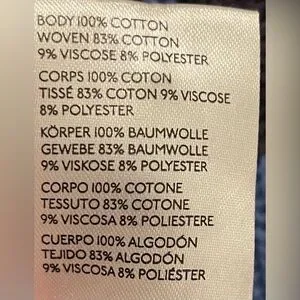 BODY 100% COTTON
WOVEN 83% COTTON
9% VISCOSE 8% POLYESTER
CORPS 100% COTON
TISSÉ 83% COTON 9% VISCOSE
8% POLYESTER
KÖRPER 100% BAUMWOLLE
GEWEBE 83% BAUMWOLLE
9% VISKOSE 8% POLYESTER
CORPO 100% COTONE
TESSUTO 83% COTONE
9% VISCOSA 8% POLIESTERE
CUERPO 100% ALGODÓN
TEJIDO 83% ALGODÓN
9% VISCOSA 8% POLIÉSTER